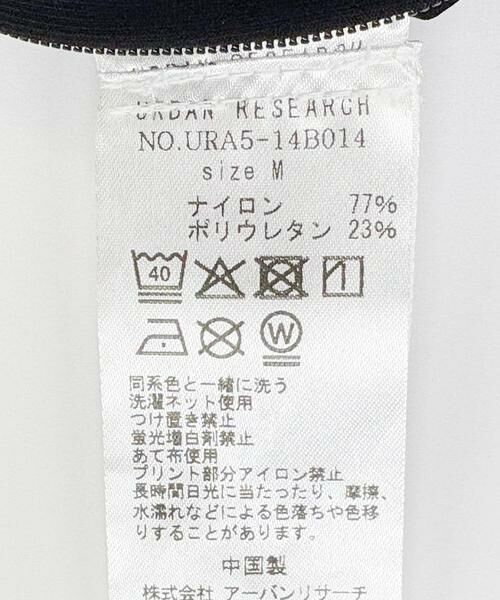 URBAN RESEARCH
NO.URA5-14B014
size M
ナイロン 77%
ポリウレタン 23%
40
W
同系色と一緒に洗う
洗濯ネット使用
つけ置き禁止
蛍光増白剤禁止
あて布使用
プリント部分アイロン禁止
長時間日光に当たったり、摩擦、
水濡れなどによる色落ちや色移
りすることがあります。
中国製
株式会社 アーバンリサーチ